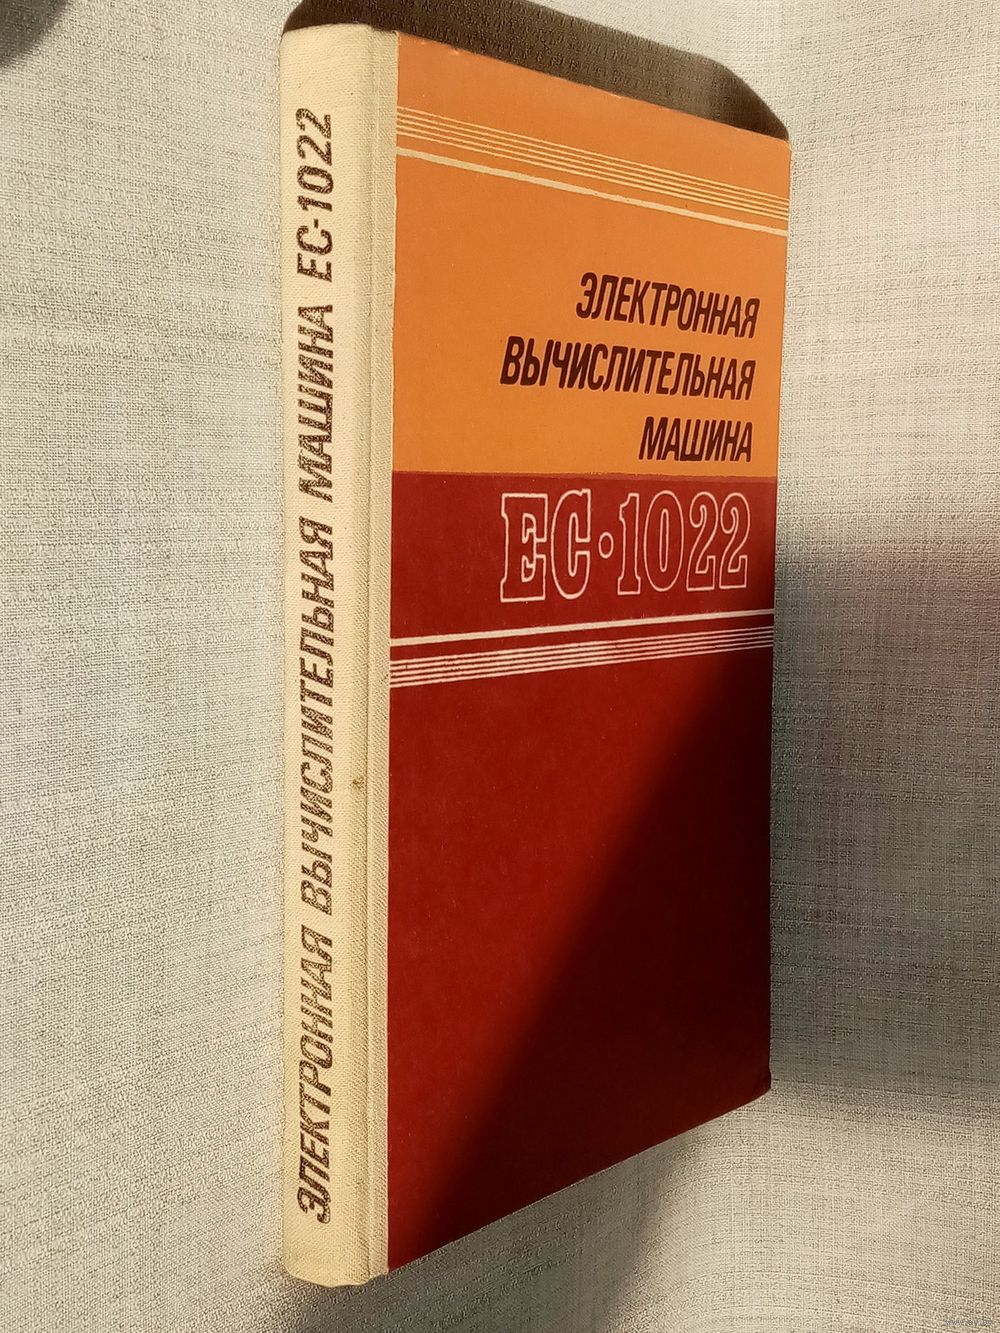 ЭЛЕКТРОННАЯ ВЫЧИСЛИТЕЛЬНАЯ МАШИНА ЕС-1022
ЭЛЕКТРОННАЯ
ВЫЧИСЛИТЕЛЬНАЯ
МАШИНА
ЕС·1022